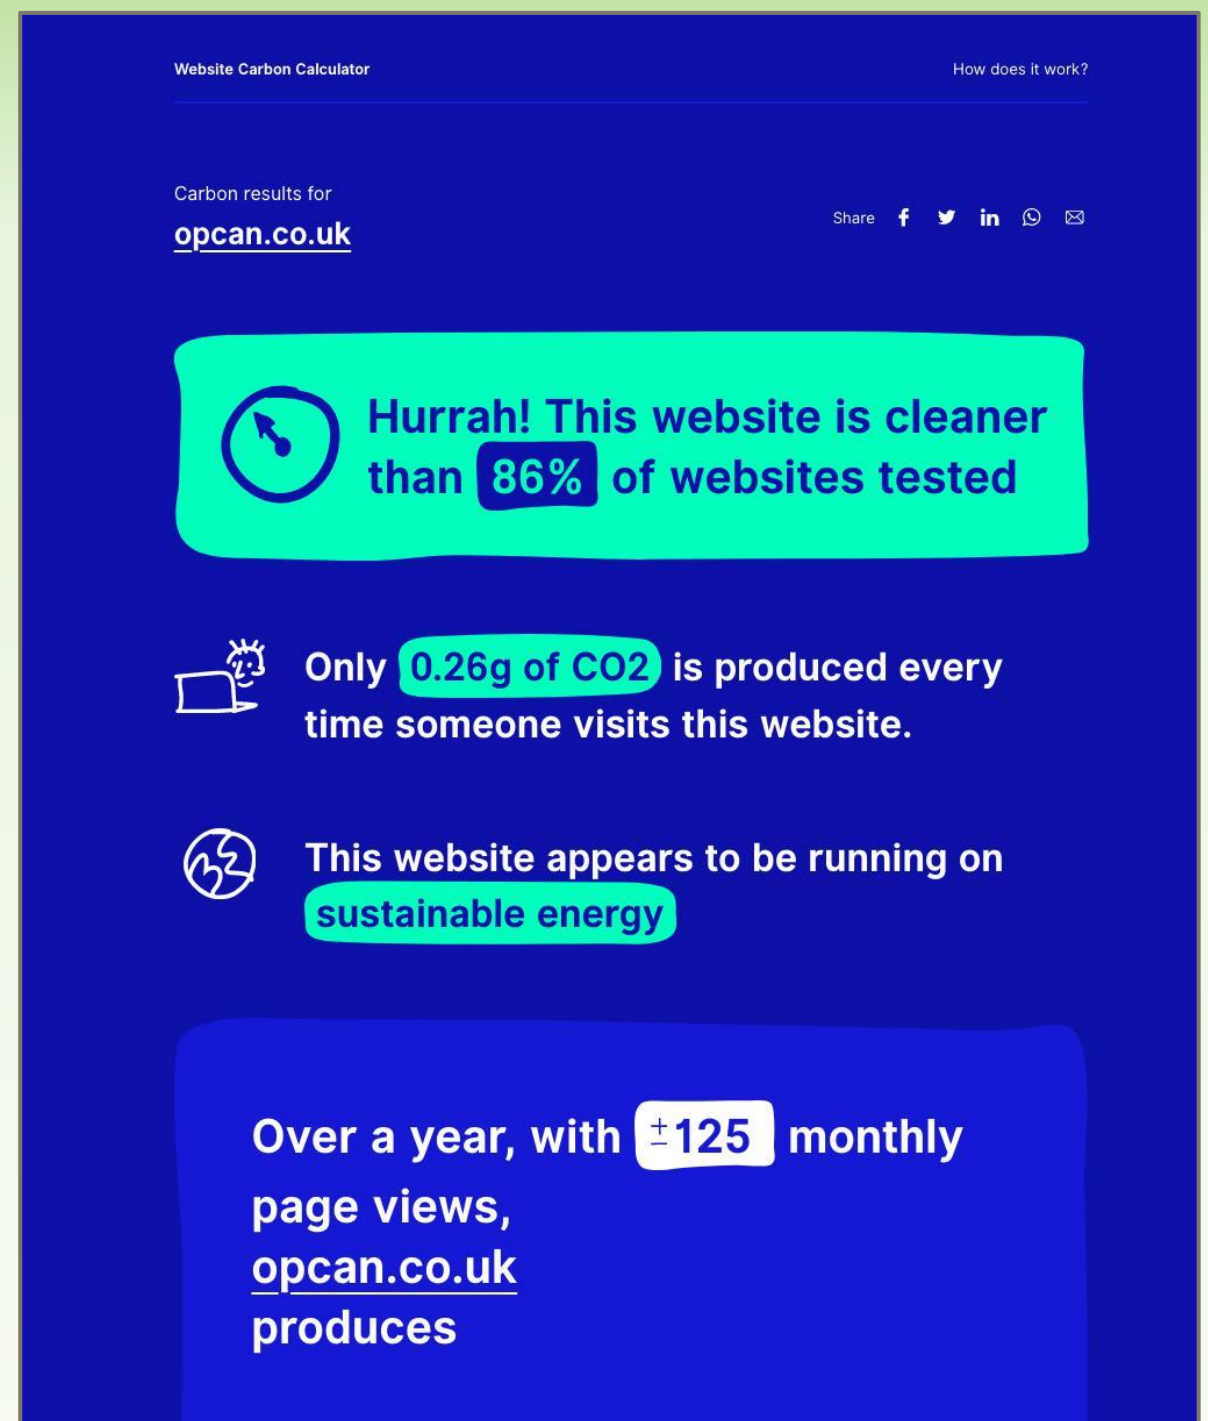 Website Carbon Calculator
How does it work?
Carbon results for
opcan.co.uk
Share
Hurrah! This website is cleaner
than 86% of websites tested
Only 0.26g of CO2 is produced every
time someone visits this website.
This website appears to be running on
sustainable energy
Over a year, with ±125 monthly
page views,
opcan.co.uk
produces